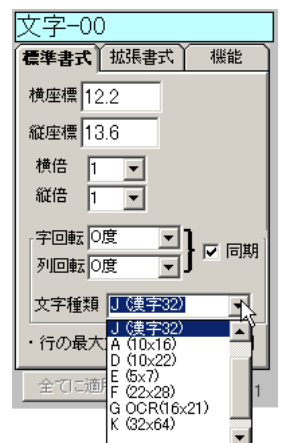 文字-00
標準書式 拡張書式 機能
横座標 12.2
縦座標 13.6
横倍 1
縦倍 1
字回転 0度
列回転 0度
同期
文字種類 J (漢字32)
J (漢字32)
・行の最大
A (10x16)
D (10x22)
E (5x7)
全てに適用
F (22x28)
1
G OCR(16x21)
K (32x64)